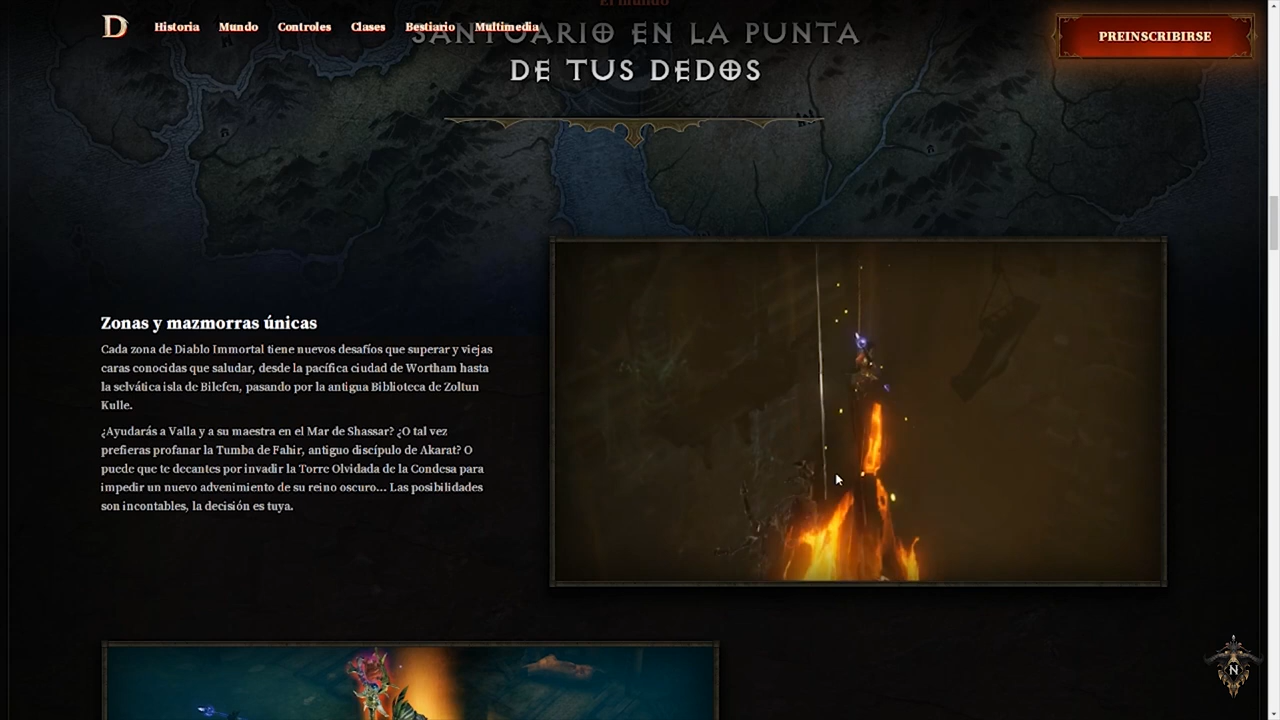 El mundo
Historia Mundo Controles Clases Bestiario Multimedia
PREINSCRIBIRSE
SANTUARIO EN LA PUNTA
DE TUS DEDOS
Zonas y mazmorras únicas
Cada zona de Diablo Immortal tiene nuevos desafíos que superar y viejas
caras conocidas que saludar, desde la pacífica ciudad de Wortham hasta
la selvática isla de Bilefen, pasando por la antigua Biblioteca de Zoltun
Kulle.
¿Ayudarás a Valla y a su maestra en el Mar de Shassar? ¿O tal vez
prefieras profanar la Tumba de Fahir, antiguo discípulo de Akarat? O
puede que te decantes por invadir la Torre Olvidada de la Condesa para
impedir un nuevo advenimiento de su reino oscuro... Las posibilidades
son incontables, la decisión es tuya.
N